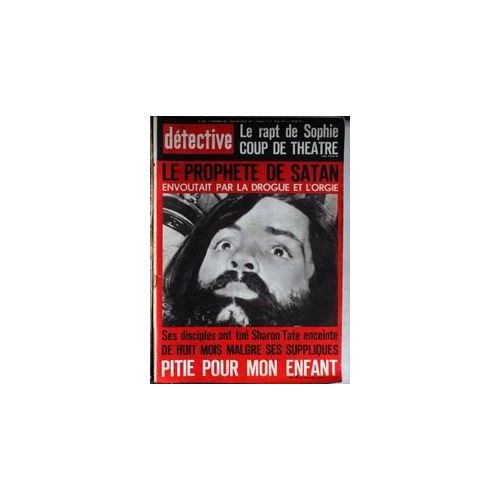 détective
Le rapt de Sophie
COUP DE THEATRE
LE PROPHETE DE SATAN
ENVOUTAIT PAR LA DROGUE ET L'ORGIE
Ses disciples ont tué Sharon Tate enceinte
DE HUIT MOIS MALGRE SES SUPPLIQUES
PITIE POUR MON ENFANT